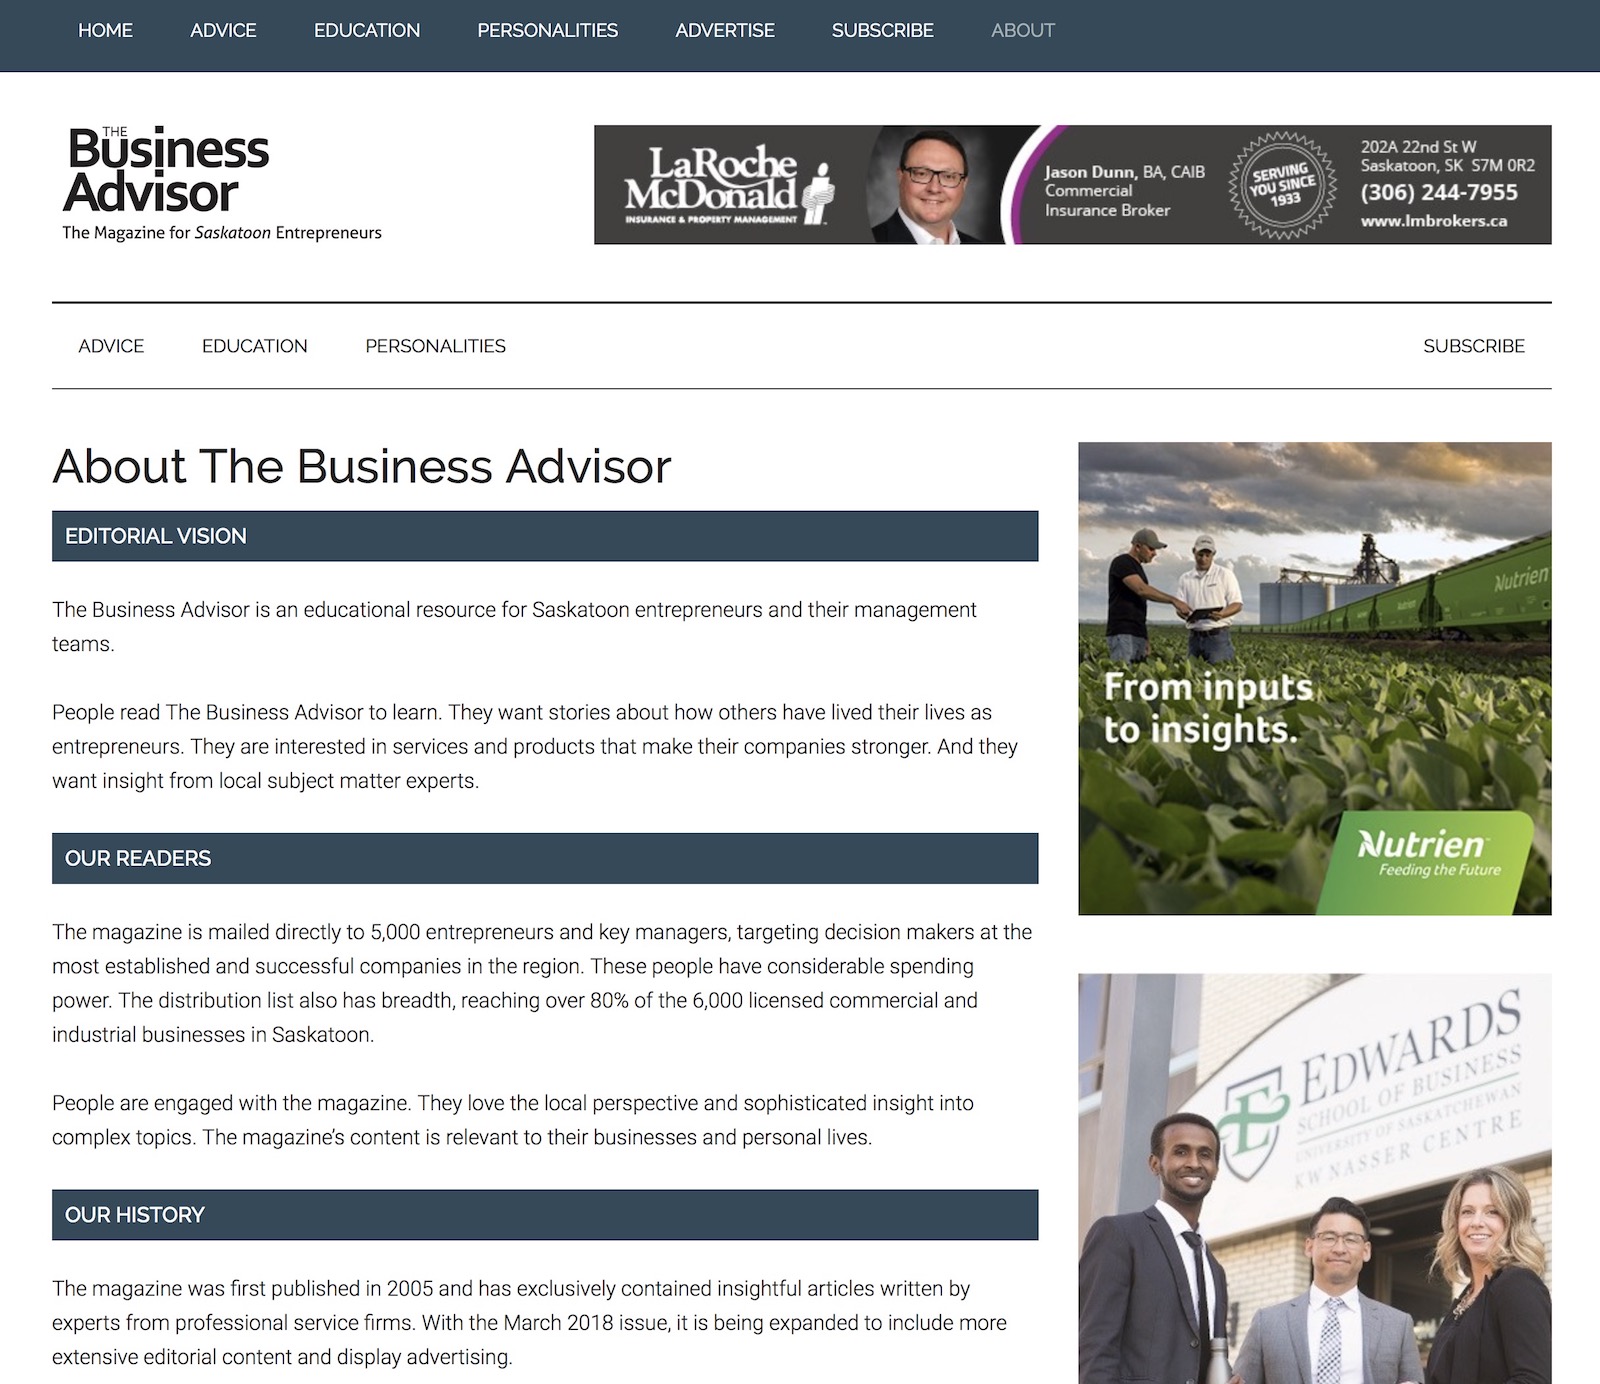 HOME ADVICE EDUCATION PERSONALITIES ADVERTISE SUBSCRIBE ABOUT
THE
Business
Advisor
The Magazine for Saskatoon Entrepreneurs
LaRoche
McDonald
INSURANCE & PROPERTY MANAGEMENT
Jason Dunn, BA, CAIB
Commercial
Insurance Broker
SERVING
YOU SINCE
1933
202A 22nd St W
Saskatoon, SK S7M 0R2
(306) 244-7955
www.lmbrokers.ca
ADVICE EDUCATION PERSONALITIES SUBSCRIBE
About The Business Advisor
EDITORIAL VISION
The Business Advisor is an educational resource for Saskatoon entrepreneurs and their management
teams.
People read The Business Advisor to learn. They want stories about how others have lived their lives as
entrepreneurs. They are interested in services and products that make their companies stronger. And they
want insight from local subject matter experts.
OUR READERS
The magazine is mailed directly to 5,000 entrepreneurs and key managers, targeting decision makers at the
most established and successful companies in the region. These people have considerable spending
power. The distribution list also has breadth, reaching over 80% of the 6,000 licensed commercial and
industrial businesses in Saskatoon.
People are engaged with the magazine. They love the local perspective and sophisticated insight into
complex topics. The magazine's content is relevant to their businesses and personal lives.
OUR HISTORY
The magazine was first published in 2005 and has exclusively contained insightful articles written by
experts from professional service firms. With the March 2018 issue, it is being expanded to include more
extensive editorial content and display advertising.
Nutrien
Nutrien
From inputs
to insights.
Nutrien™
Feeding the Future
E
EDWARDS
SCHOOL OF BUSINESS
UNIVERSITY OF SASKATCHEWAN
KW NASSER CENTRE